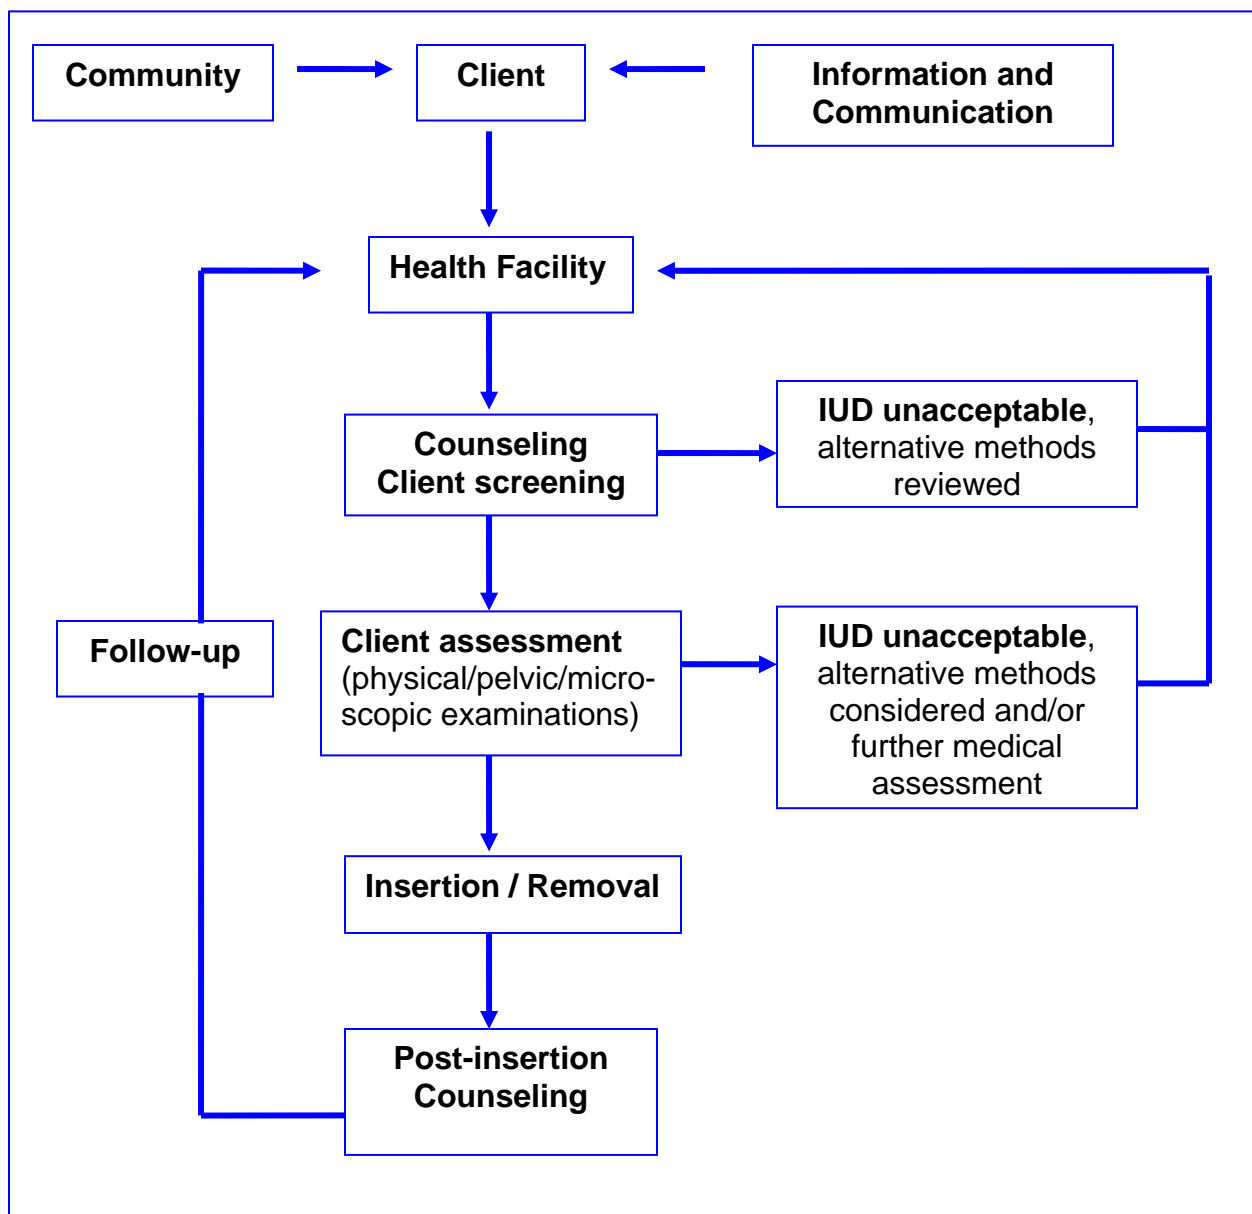 Community
Client
Information and
Communication
Health Facility
Counseling
Client screening
IUD unacceptable,
alternative methods
reviewed
Follow-up
Client assessment
(physical/pelvic/micro-
scopic examinations)
IUD unacceptable,
alternative methods
considered and/or
further medical
assessment
Insertion / Removal
Post-insertion
Counseling